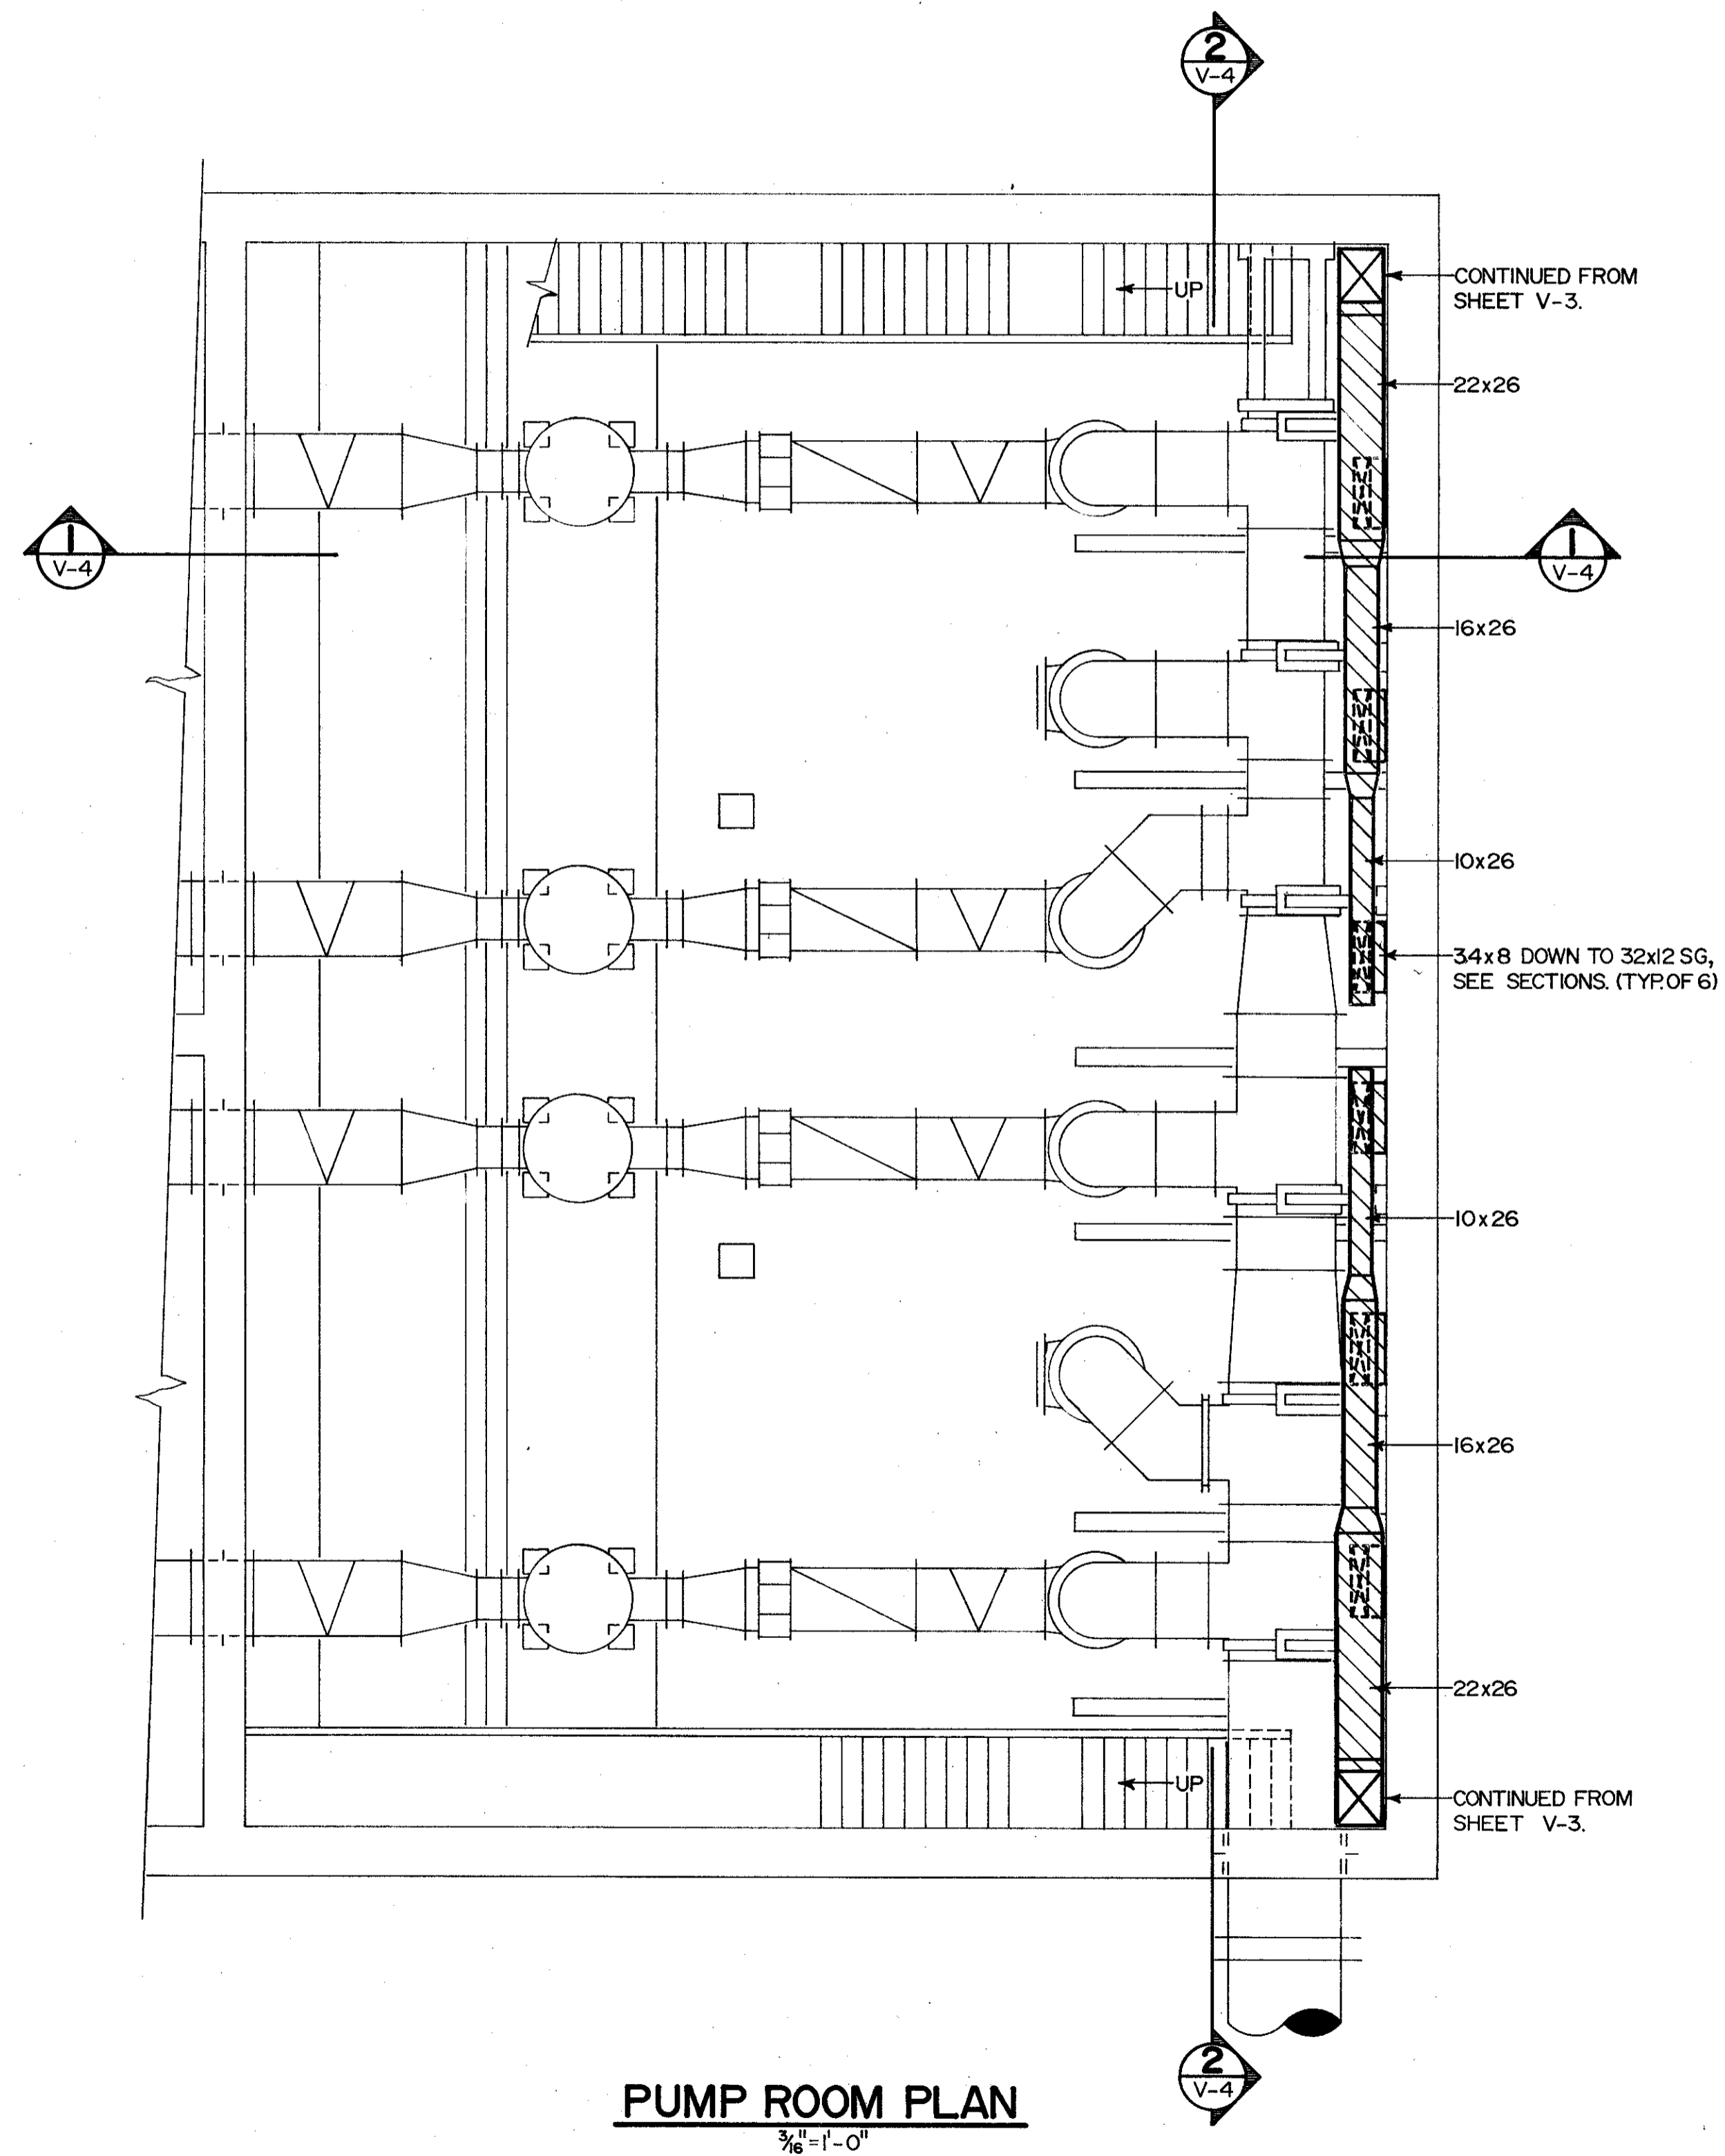 2
V-4
UP
CONTINUED FROM
SHEET V-3.
22x26
1
V-4
1
V-4
16x26
10x26
34x8 DOWN TO 32x12 SG,
SEE SECTIONS. (TYP. OF 6)
10x26
16x26
22x26
UP
CONTINUED FROM
SHEET V-3.
2
V-4
PUMP ROOM PLAN
3/16"=1'-0"